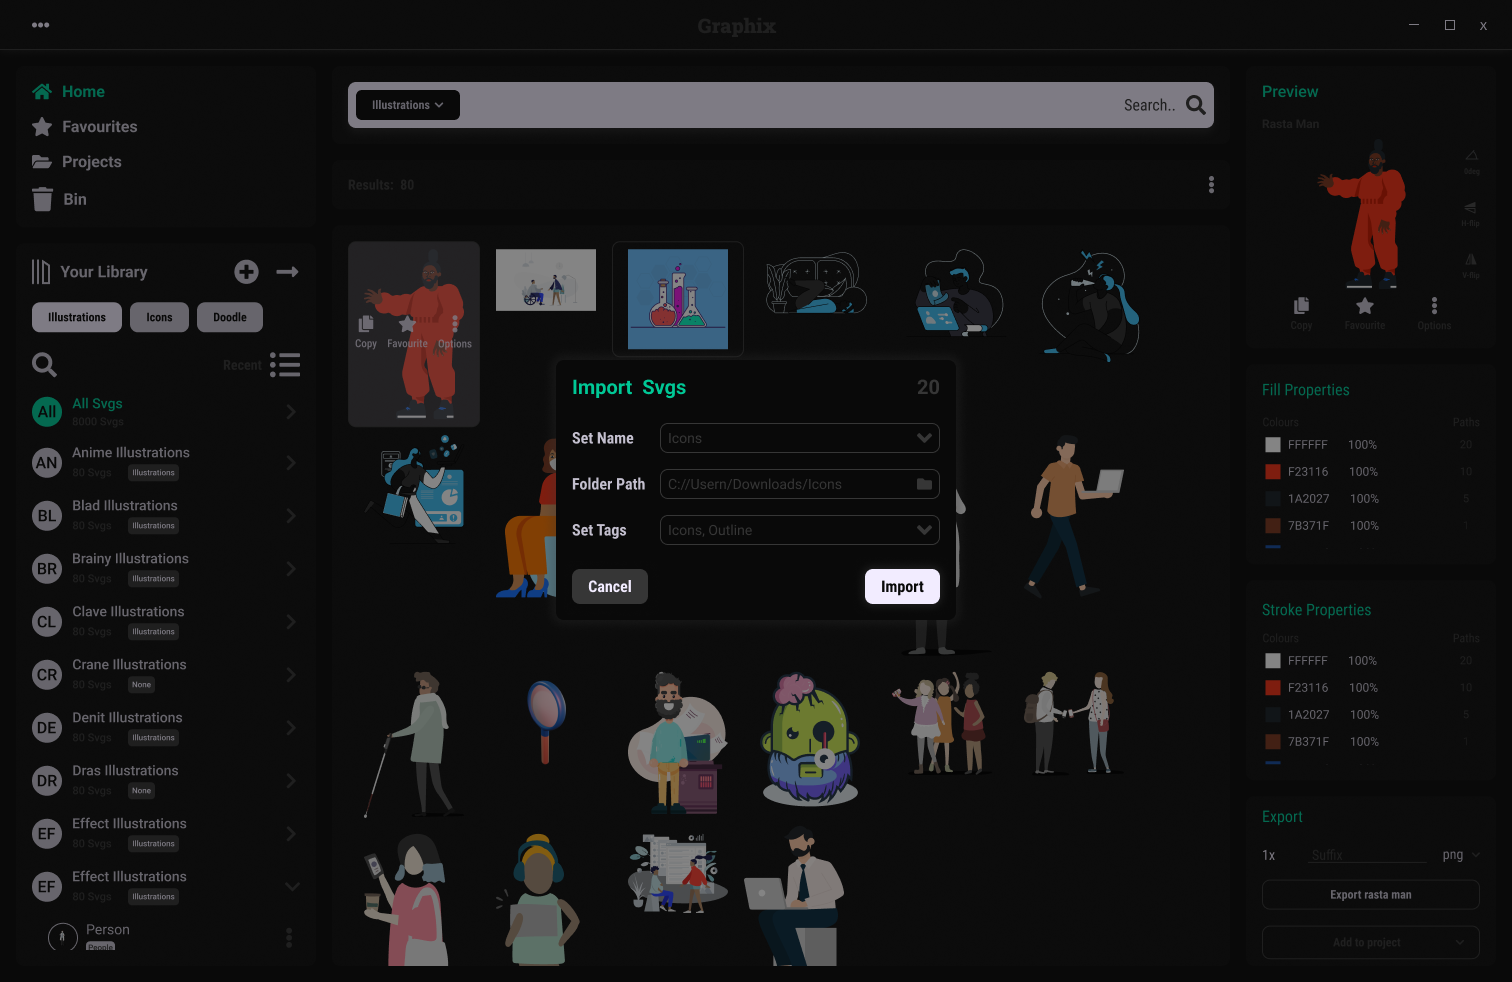 Graphix
x
Home
Favourites
Projects
Bin
Your Library
Illustrations
Icons
Doodle
Recent
All
All Svgs
8000 Svgs
AN
Anime Illustrations
80 Svgs
Illustrations
BL
Blad Illustrations
80 Svgs
Illustrations
BR
Brainy Illustrations
80 Svgs
Illustrations
CL
Clave Illustrations
80 Svgs
Illustrations
CR
Crane Illustrations
80 Svgs
None
DE
Denit Illustrations
80 Svgs
Illustrations
DR
Dras Illustrations
80 Svgs
None
EF
Effect Illustrations
80 Svgs
Illustrations
EF
Effect Illustrations
80 Svgs
Illustrations
Person
People
Illustrations
Search..
Results: 80
Copy
Favourite
Options
Import Svgs
20
Set Name
Icons
Folder Path
C://Usern/Downloads/Icons
Set Tags
Icons, Outline
Cancel
Import
Preview
Rasta Man
0deg
H-flip
V-flip
Copy
Favourite
Options
Fill Properties
Colours Paths
FFFFFF 100% 20
F23116 100% 10
1A2027 100% 5
7B371F 100% 1
Stroke Properties
Colours Paths
FFFFFF 100% 20
F23116 100% 10
1A2027 100% 5
7B371F 100% 1
Export
1x
Suffix
png
Export rasta man
Add to project